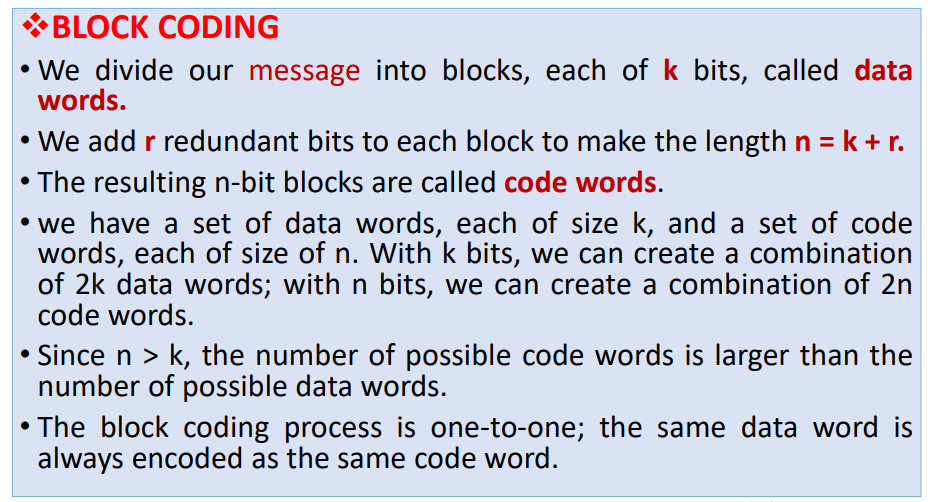 ❖BLOCK CODING
• We divide our message into blocks, each of k bits, called data
words.
• We add r redundant bits to each block to make the length n = k + r.
• The resulting n-bit blocks are called code words.
• we have a set of data words, each of size k, and a set of code
words, each of size of n. With k bits, we can create a combination
of 2k data words; with n bits, we can create a combination of 2n
code words.
• Since n > k, the number of possible code words is larger than the
number of possible data words.
• The block coding process is one-to-one; the same data word is
always encoded as the same code word.